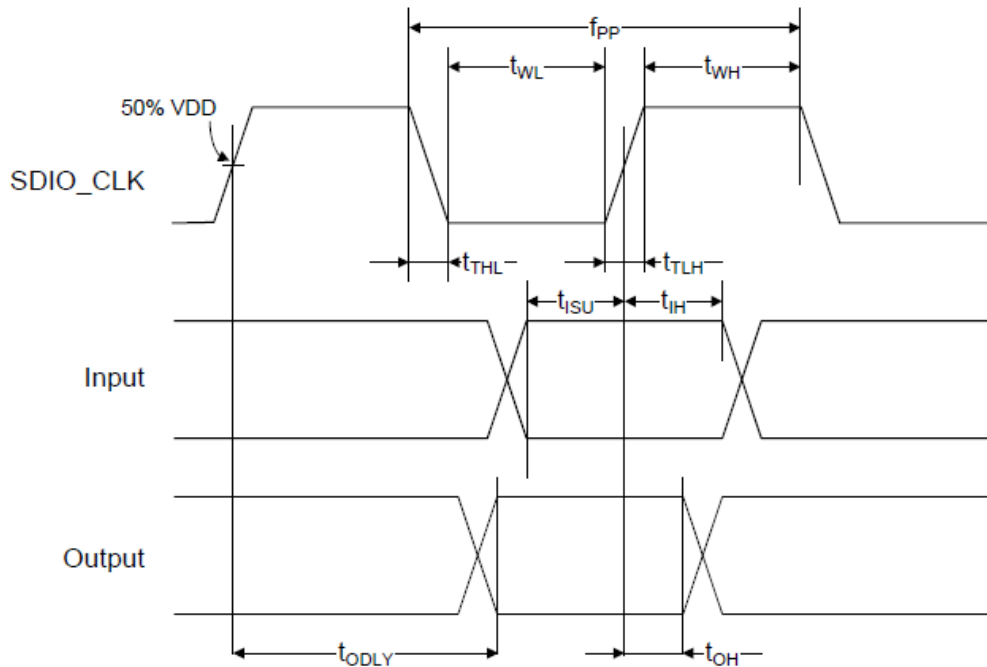 fPP
tWL
tWH
50% VDD
SDIO_CLK
tTHL
tTLH
tISU
tIH
Input
Output
tODLY
tOH